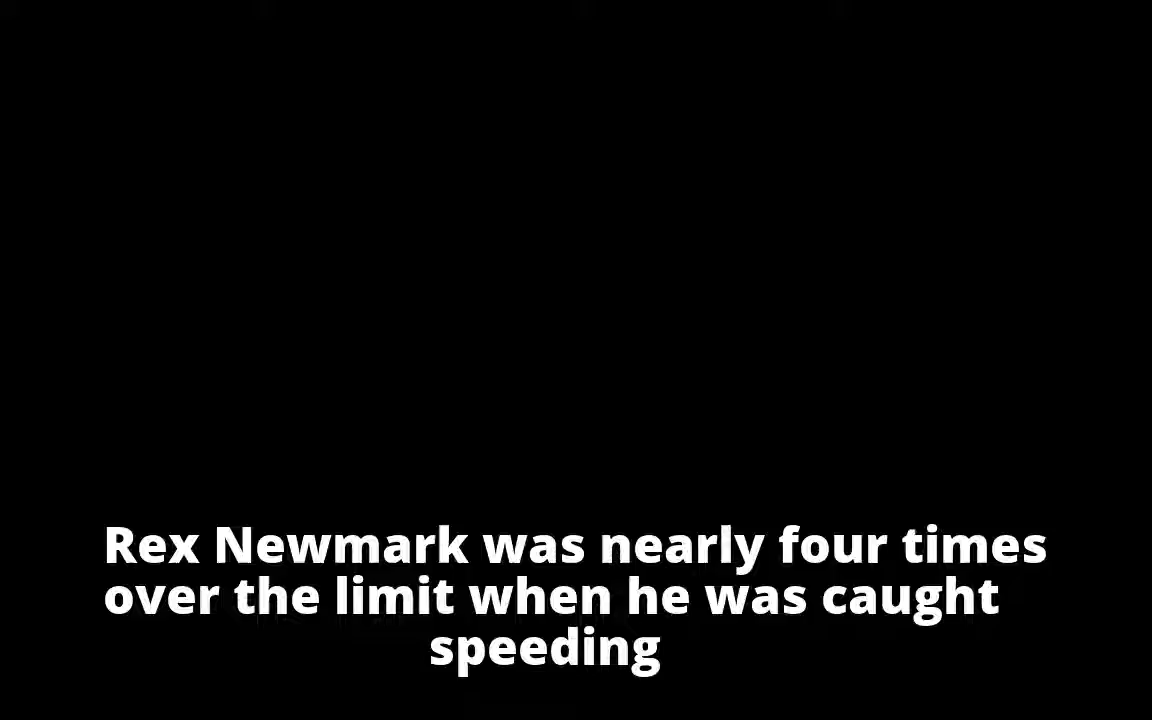 Rex Newmark was nearly four times
over the limit when he was caught
speeding